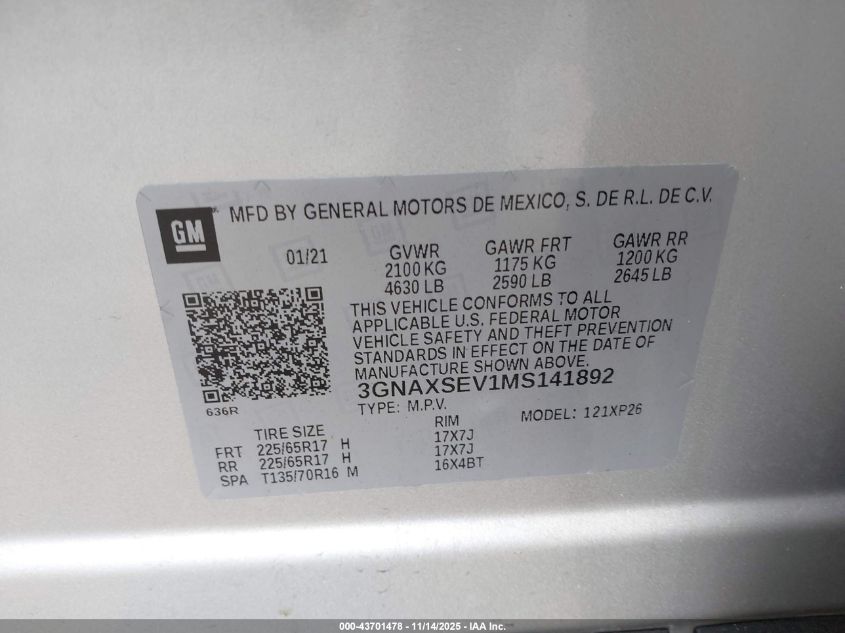 GM
MFD BY GENERAL MOTORS DE MEXICO, S. DE R.L. DE C.V.
01/21
GVWR GAWR FRT GAWR RR
2100 KG 1175 KG 1200 KG
4630 LB 2590 LB 2645 LB
THIS VEHICLE CONFORMS TO ALL
APPLICABLE U.S. FEDERAL MOTOR
VEHICLE SAFETY AND THEFT PREVENTION
STANDARDS IN EFFECT ON THE DATE OF
MANUFACTURE SHOWN ABOVE.
3GNAXSEV1MS141892
636R
TYPE: M.P.V. MODEL: 121XP26
TIRE SIZE RIM
FRT 225/65R17 H 17X7J
RR 225/65R17 H 17X7J
SPA T135/70R16 M 16X4BT
000-43701478 - 11/14/2025 - IAA Inc.